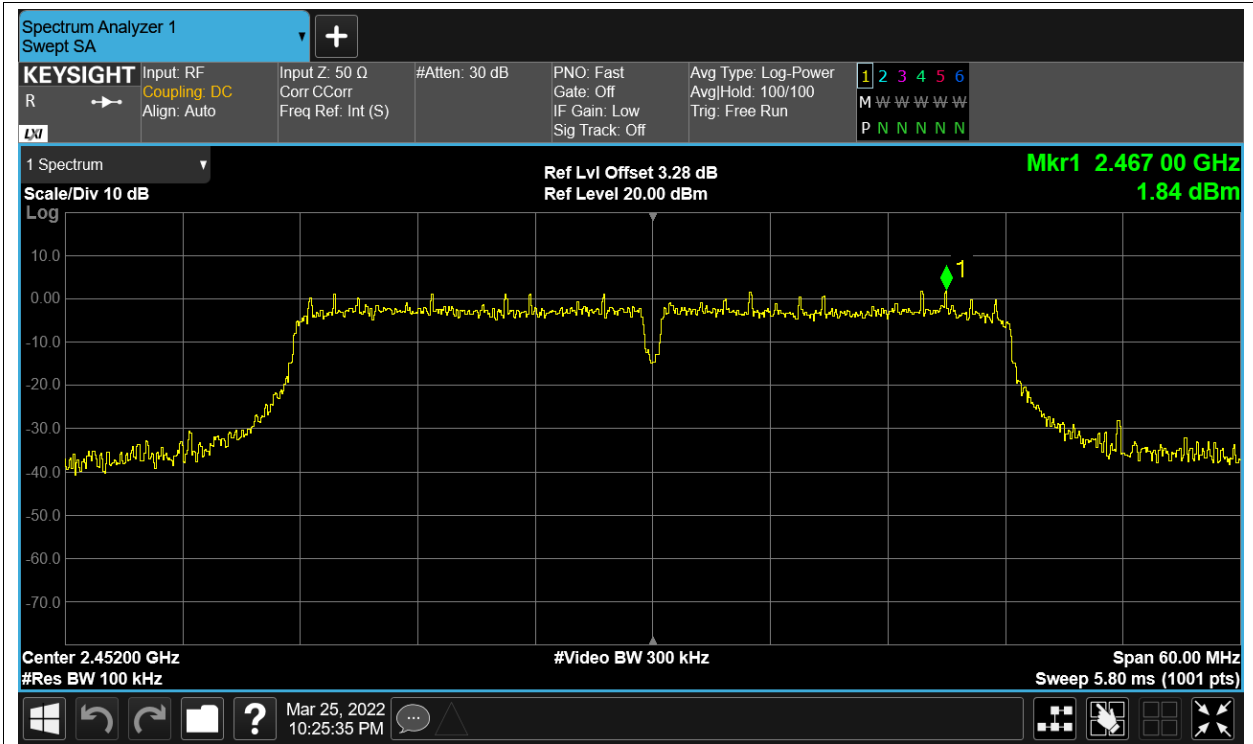 Spectrum Analyzer 1
Swept SA
KEYSIGHT
R
LXI
Input: RF
Coupling: DC
Align: Auto
Input Z: 50 Ω
Corr CCorr
Freq Ref: Int (S)
#Atten: 30 dB
PNO: Fast
Gate: Off
IF Gain: Low
Sig Track: Off
Avg Type: Log-Power
Avg|Hold: 100/100
Trig: Free Run
1 2 3 4 5 6
M W W W W W
P N N N N N
1 Spectrum
Scale/Div 10 dB
Ref Lvl Offset 3.28 dB
Ref Level 20.00 dBm
Mkr1 2.467 00 GHz
1.84 dBm
Log
10.0
0.00
-10.0
-20.0
-30.0
-40.0
-50.0
-60.0
-70.0
1
Center 2.45200 GHz
#Res BW 100 kHz
#Video BW 300 kHz
Span 60.00 MHz
Sweep 5.80 ms (1001 pts)
?
Mar 25, 2022
10:25:35 PM